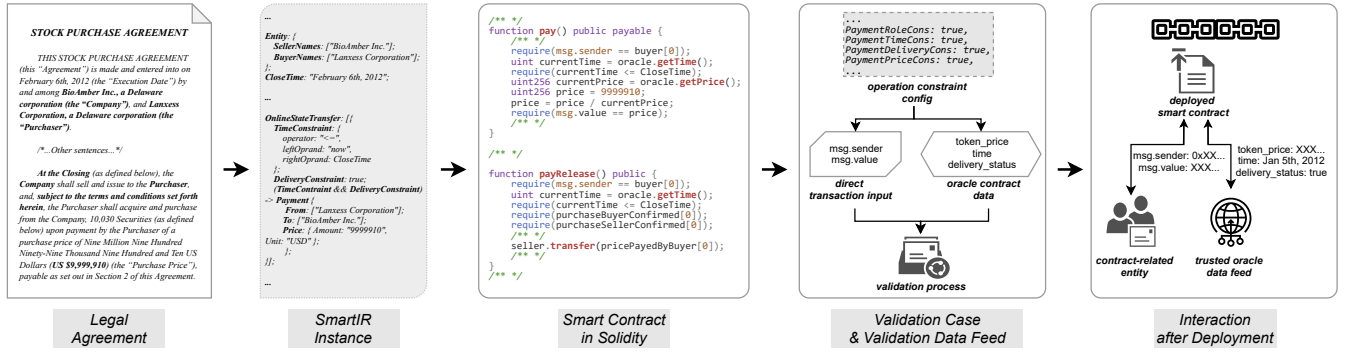 STOCK PURCHASE AGREEMENT
THIS STOCK PURCHASE AGREEMENT
(this "Agreement") is made and entered into on
February 6th, 2012 (the "Execution Date") by
and among BioAmber Inc., a Delaware
corporation (the "Company"), and Lanxess
Corporation, a Delaware corporation (the
"Purchaser").
/*...Other sentences...*/
At the Closing (as defined below), the
Company shall sell and issue to the Purchaser,
and, subject to the terms and conditions set forth
herein, the Purchaser shall acquire and purchase
from the Company, 10,030 Securities (as defined
below) upon payment by the Purchaser of a
purchase price of Nine Million Nine Hundred
Ninety-Nine Thousand Nine Hundred and Ten US
Dollars (US $9,999,910) (the "Purchase Price"),
payable as set out in Section 2 of this Agreement.
Legal
Agreement
...
Entity: {
SellerNames: ["BioAmber Inc."];
BuyerNames: ["Lanxess Corporation"];
};
CloseTime: "February 6th, 2012";
...
OnlineStateTransfer: [{
TimeConstraint: {
operator: "<=",
leftOprand: "now",
rightOprand: CloseTime
};
DeliveryConstraint: true;
(TimeContraint && DeliveryConstraint)
-> Payment {
From: ["Lanxess Corporation"];
To: ["BioAmber Inc."];
Price: { Amount: "9999910",
Unit: "USD" };
};
}];
...
SmartIR
Instance
/** */
function pay() public payable {
/** */
require(msg.sender == buyer[0]);
uint currentTime = oracle.getTime();
require(currentTime <= CloseTime);
uint256 currentPrice = oracle.getPrice();
uint256 price = 9999910;
price = price / currentPrice;
require(msg.value == price);
/** */
}
/** */
function payRelease() public {
require(msg.sender == buyer[0]);
uint currentTime = oracle.getTime();
require(currentTime <= CloseTime);
require(purchaseBuyerConfirmed[0]);
require(purchaseSellerConfirmed[0]);
/** */
seller.transfer(pricePayedByBuyer[0]);
/** */
}
/** */
Smart Contract
in Solidity
...
PaymentRoleCons: true,
PaymentTimeCons: true,
PaymentDeliveryCons: true,
PaymentPriceCons: true,
...
operation constraint
config
msg.sender
msg.value
direct
transaction input
token_price
time
delivery_status
oracle contract
data
validation process
Validation Case
& Validation Data Feed
deployed
smart contract
msg.sender: 0xXX...
msg.value: XXX...
token_price: XXX...
time: Jan 5th, 2012
delivery_status: true
contract-related
entity
trusted oracle
data feed
Interaction
after Deployment